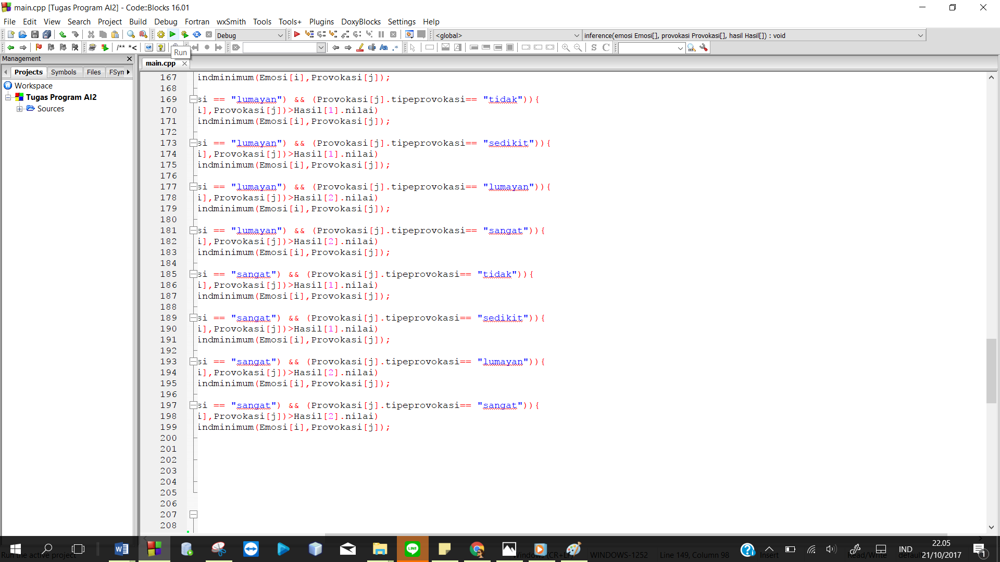 main.cpp [Tugas Program AI2] - Code::Blocks 16.01
File Edit View Search Project Build Debug Fortran wxSmith Tools Tools+ Plugins DoxyBlocks Settings Help
Debug
<global>
inference(emosi Emosi[], provokasi Provokasi[], hasil Hasil[]) : void
/** *<
S C
Run
Management
Projects Symbols Files FSyn
Workspace
Tugas Program AI2
Sources
main.cpp
167 indminimum(Emosi[i],Provokasi[j]);
168
169 si == "lumayan") && (Provokasi[j].tipeprovokasi== "tidak")){
170 i],Provokasi[j])>Hasil[1].nilai)
171 indminimum(Emosi[i],Provokasi[j]);
172
173 si == "lumayan") && (Provokasi[j].tipeprovokasi== "sedikit")){
174 i],Provokasi[j])>Hasil[1].nilai)
175 indminimum(Emosi[i],Provokasi[j]);
176
177 si == "lumayan") && (Provokasi[j].tipeprovokasi== "lumayan")){
178 i],Provokasi[j])>Hasil[2].nilai)
179 indminimum(Emosi[i],Provokasi[j]);
180
181 si == "lumayan") && (Provokasi[j].tipeprovokasi== "sangat")){
182 i],Provokasi[j])>Hasil[2].nilai)
183 indminimum(Emosi[i],Provokasi[j]);
184
185 si == "sangat") && (Provokasi[j].tipeprovokasi== "tidak")){
186 i],Provokasi[j])>Hasil[1].nilai)
187 indminimum(Emosi[i],Provokasi[j]);
188
189 si == "sangat") && (Provokasi[j].tipeprovokasi== "sedikit")){
190 i],Provokasi[j])>Hasil[1].nilai)
191 indminimum(Emosi[i],Provokasi[j]);
192
193 si == "sangat") && (Provokasi[j].tipeprovokasi== "lumayan")){
194 i],Provokasi[j])>Hasil[2].nilai)
195 indminimum(Emosi[i],Provokasi[j]);
196
197 si == "sangat") && (Provokasi[j].tipeprovokasi== "sangat")){
198 i],Provokasi[j])>Hasil[2].nilai)
199 indminimum(Emosi[i],Provokasi[j]);
200
201
202
203
204
205
206
207
208
LINE
IND
22.05
21/10/2017
1
Run the active project
Windows (CR+LF) WINDOWS-1252 Line 149, Column 98 Insert Read/Write